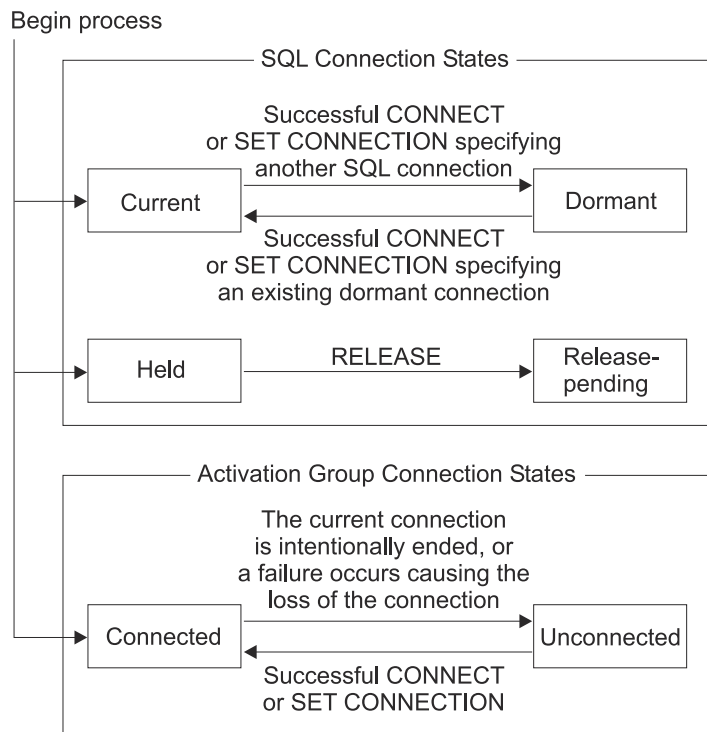 Begin process
SQL Connection States
Successful CONNECT
or SET CONNECTION specifying
another SQL connection
Current
Dormant
Successful CONNECT
or SET CONNECTION specifying
an existing dormant connection
Held
RELEASE
Release-
pending
Activation Group Connection States
The current connection
is intentionally ended, or
a failure occurs causing the
loss of the connection
Connected
Unconnected
Successful CONNECT
or SET CONNECTION